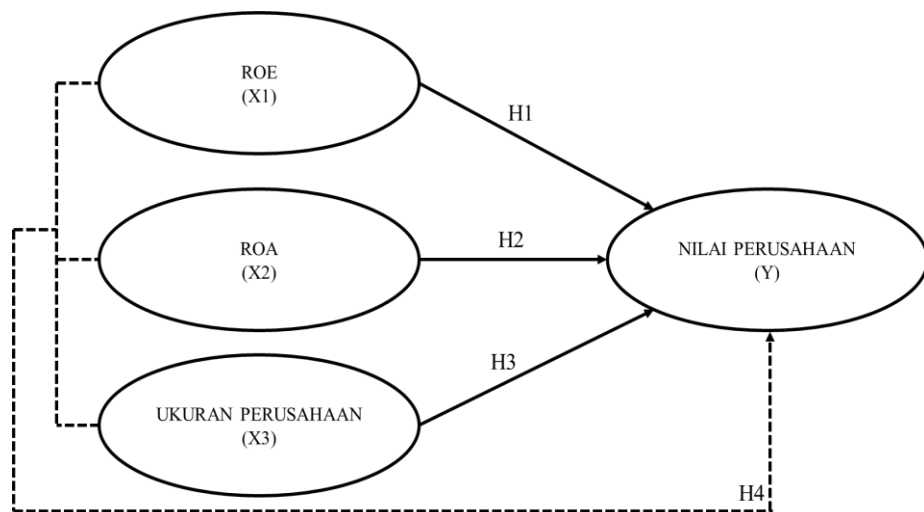 ROE
(X1)
H1
ROA
(X2)
H2
NILAI PERUSAHAAN
(Y)
H3
UKURAN PERUSAHAAN
(X3)
H4